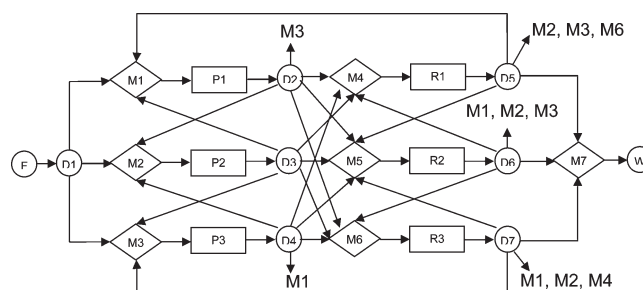 M3
M2, M3, M6
M1 P1 D2 M4 R1 D5
M1, M2, M3
F D1 M2 P2 D3 M5 R2 D6 M7 W
M3 P3 D4 M6 R3 D7
M1
M1, M2, M4